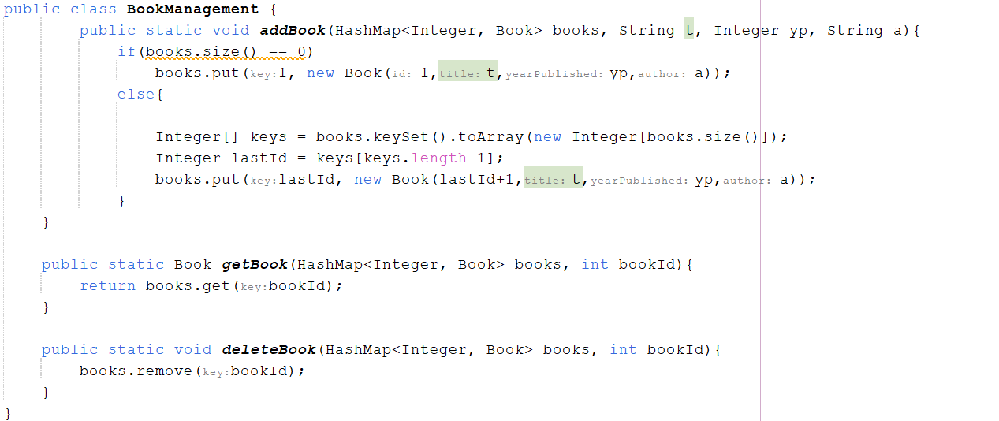 public class BookManagement {
        public static void addBook(HashMap<Integer, Book> books, String t, Integer yp, String a){
            if(books.size() == 0)
                books.put(key:1, new Book(id: 1,title: t,yearPublished: yp,author: a));
            else{

                Integer[] keys = books.keySet().toArray(new Integer[books.size()]);
                Integer lastId = keys[keys.length-1];
                books.put(key:lastId, new Book(lastId+1,title: t,yearPublished: yp,author: a));
            }
    }

    public static Book getBook(HashMap<Integer, Book> books, int bookId){
        return books.get(key:bookId);
    }

    public static void deleteBook(HashMap<Integer, Book> books, int bookId){
        books.remove(key:bookId);
    }
}